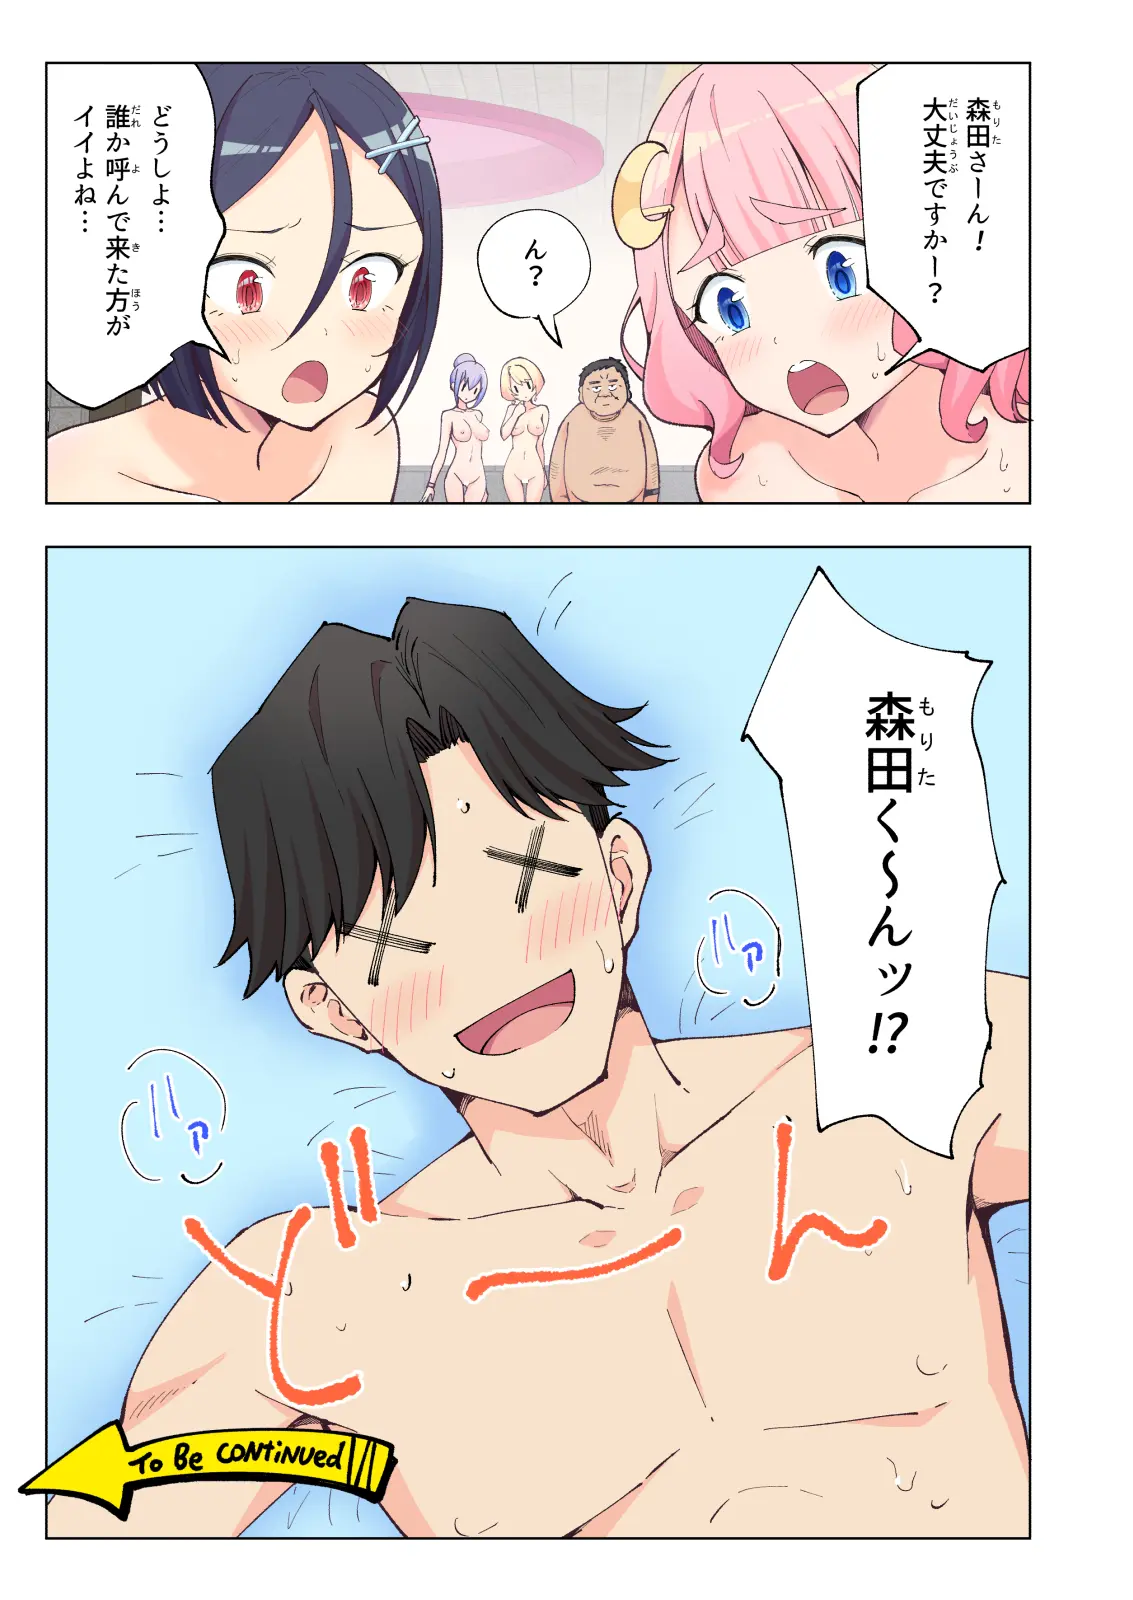 森田さーん！
大丈夫ですかー？
ん？
どうしよ…
誰か呼んで来た方が
イイよね…
森田く～んッ!?
ハァ
ハァ
どーん
To Be Continued